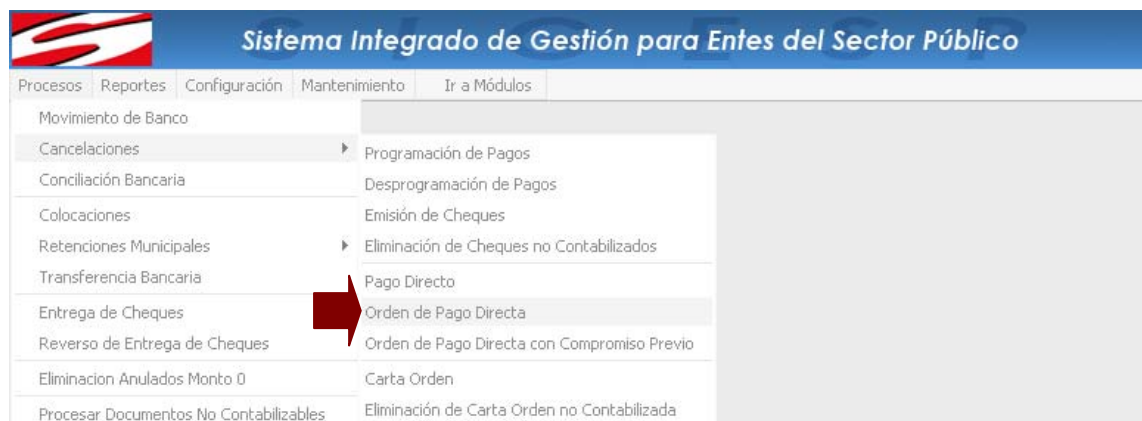 Sistema Integrado de Gestión para Entes del Sector Público
Procesos Reportes Configuración Mantenimiento Ir a Módulos
Movimiento de Banco
Cancelaciones
Conciliación Bancaria
Colocaciones
Retenciones Municipales
Transferencia Bancaria
Entrega de Cheques
Reverso de Entrega de Cheques
Eliminacion Anulados Monto 0
Procesar Documentos No Contabilizables
Programación de Pagos
Desprogramación de Pagos
Emisión de Cheques
Eliminación de Cheques no Contabilizados
Pago Directo
Orden de Pago Directa
Orden de Pago Directa con Compromiso Previo
Carta Orden
Eliminación de Carta Orden no Contabilizada